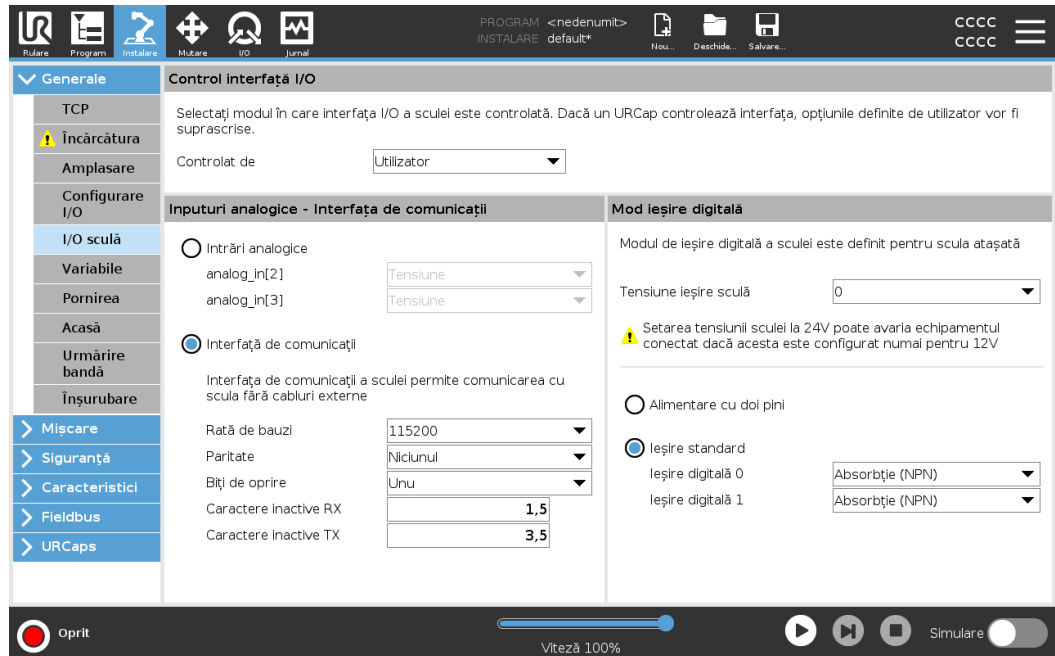 PROGRAM <nedenumit>
INSTALARE default*
Rulare Program Instalare Mutare I/O Jurnal
Nou... Deschide... Salvare...
CCCC
CCCC
Generale
TCP
Încărcătura
Amplasare
Configurare
I/O
I/O sculă
Variabile
Pornirea
Acasă
Urmărire
bandă
Înșurubare
Mișcare
Siguranță
Caracteristici
Fieldbus
URCaps
Control interfață I/O
Selectați modul în care interfața I/O a sculei este controlată. Dacă un URCap controlează interfața, opțiunile definite de utilizator vor fi
suprascrise.
Controlat de Utilizator
Inputuri analogice - Interfața de comunicații
Intrări analogice
analog_in[2] Tensiune
analog_in[3] Tensiune
Interfață de comunicații
Interfața de comunicații a sculei permite comunicarea cu
scula fără cabluri externe
Rată de bauzi 115200
Paritate Niciunul
Biți de oprire Unu
Caractere inactive RX 1,5
Caractere inactive TX 3,5
Mod ieșire digitală
Modul de ieșire digitală a sculei este definit pentru scula atașată
Tensiune ieșire sculă 0
Setarea tensiunii sculei la 24V poate avaria echipamentul
conectat dacă acesta este configurat numai pentru 12V
Alimentare cu doi pini
Ieșire standard
Ieșire digitală 0 Absorbție (NPN)
Ieșire digitală 1 Absorbție (NPN)
Oprit
Viteză 100%
Simulare